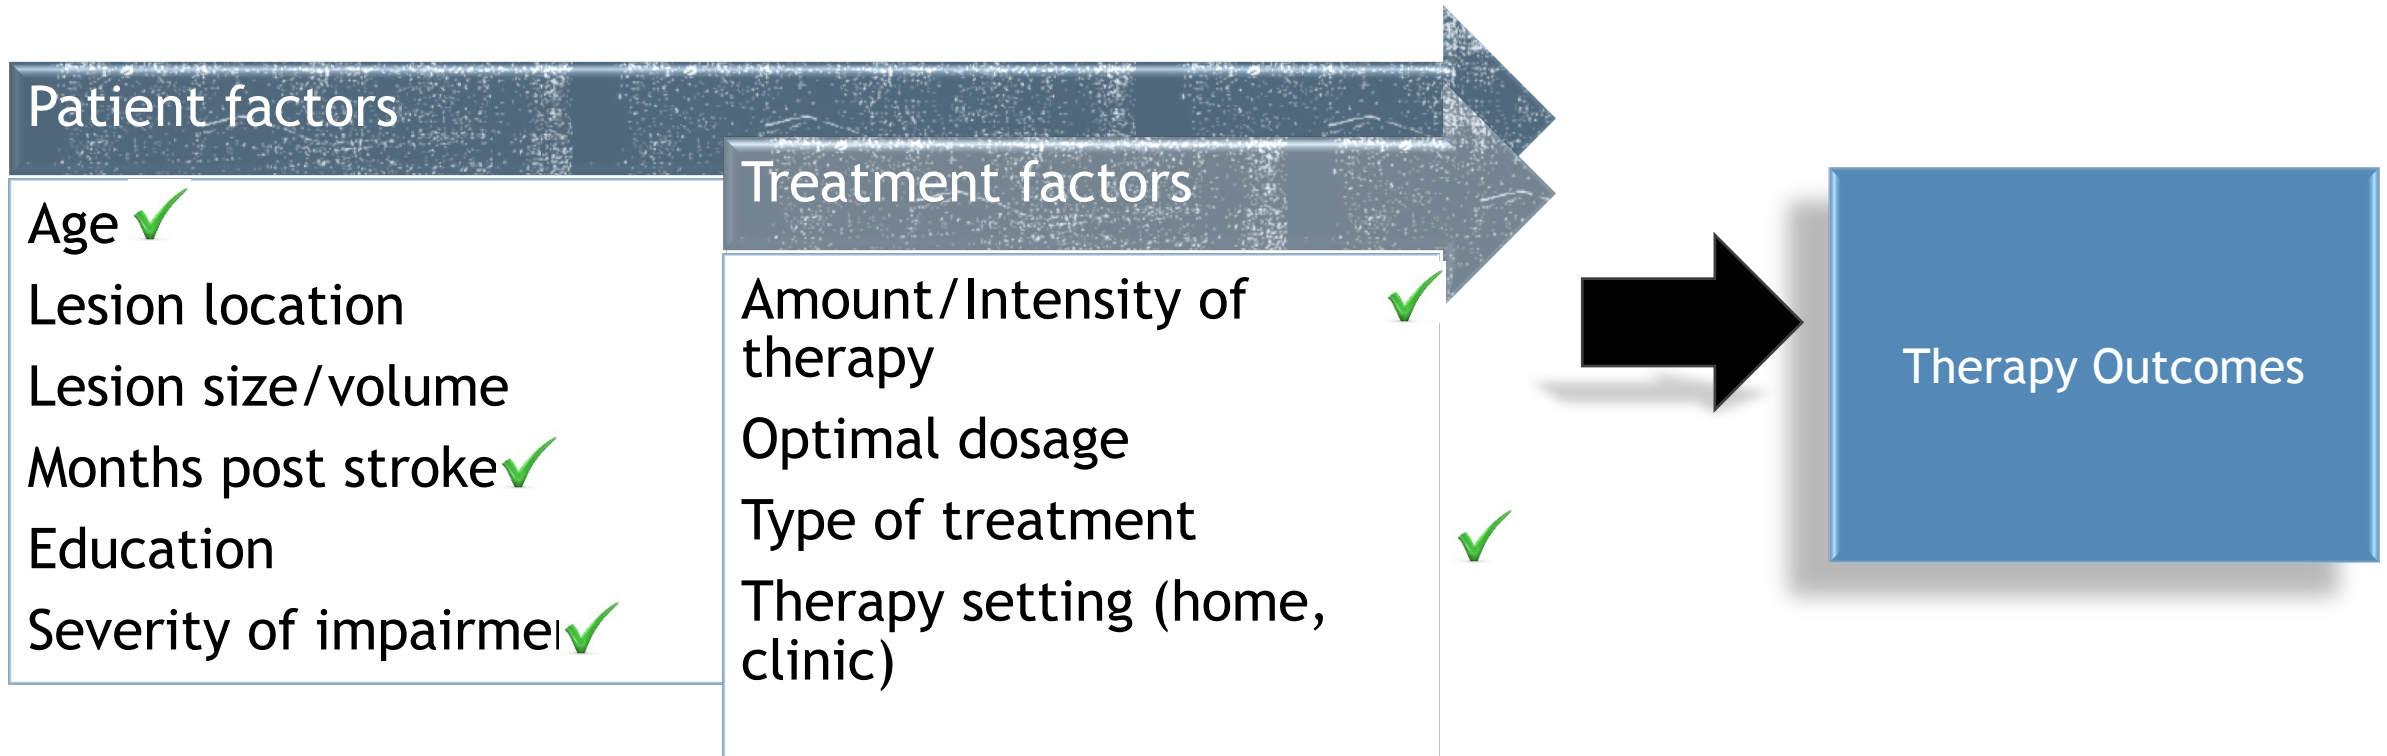 Patient factors
Age
Lesion location
Lesion size/volume
Months post stroke
Education
Severity of impairme
Treatment factors
Amount/Intensity of
therapy
Optimal dosage
Type of treatment
Therapy setting (home,
clinic)
Therapy Outcomes